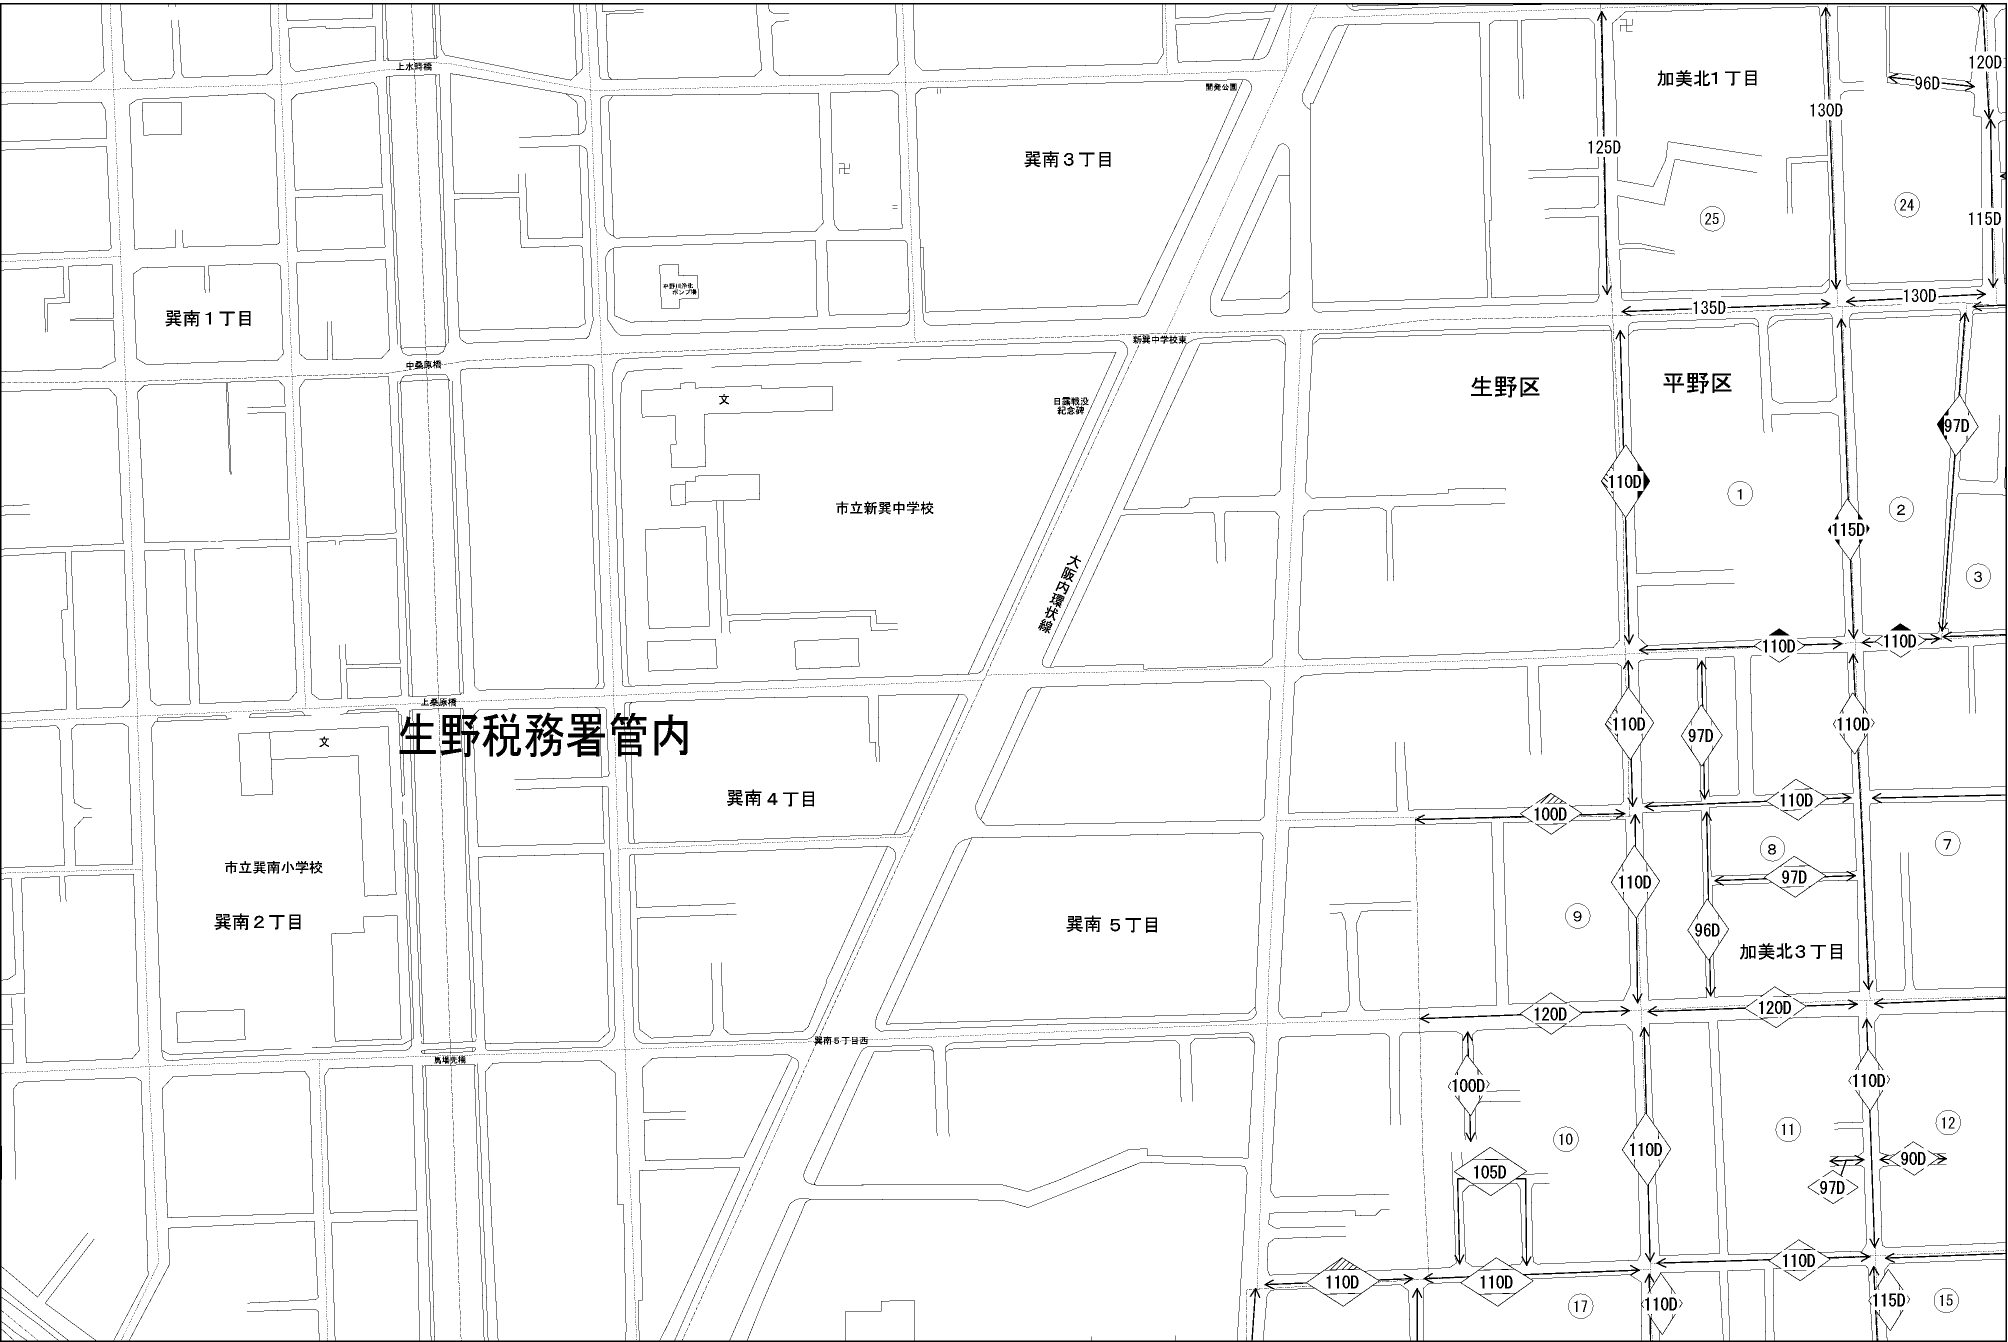 上水時橋
120D
加美北1丁目
96D
開発公園
130D
125D
巽南3丁目
24
25
115D
巽南1丁目
130D
135D
新巽中学校東
中桑原橋
生野区
平野区
文
日露戦没
紀念碑
97D
110D
1
市立新巽中学校
2
115D
大阪内環状線
3
110D
110D
上桑原橋
生野税務署管内
文
110D
97D
110D
巽南4丁目
110D
100D
8
7
市立巽南小学校
97D
110D
9
巽南2丁目
巽南5丁目
96D
加美北3丁目
120D
120D
巽南5丁目西
馬場先橋
110D
100D
12
11
10
110D
90D
105D
97D
110D
110D
110D
110D
115D
15
17